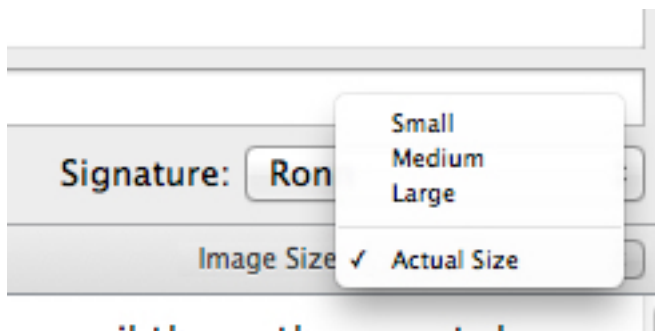 Small
Medium
Signature: Ron
Large
Image Size ✓ Actual Size